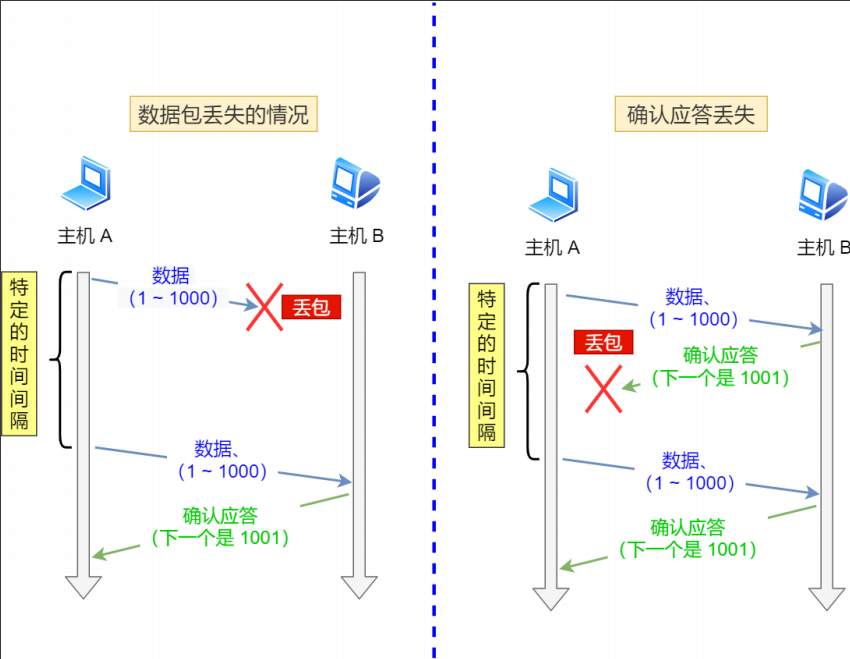 数据包丢失的情况
主机 A
主机 B
特定的时间间隔
数据
（1 ~ 1000）
丢包
数据、
（1 ~ 1000）
确认应答
（下一个是 1001）
确认应答丢失
主机 A
主机 B
特定的时间间隔
数据、
（1 ~ 1000）
丢包
确认应答
（下一个是 1001）
数据、
（1 ~ 1000）
确认应答
（下一个是 1001）